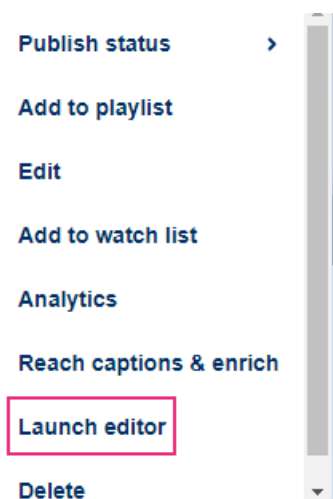 Publish status
Add to playlist
Edit
Add to watch list
Analytics
Reach captions & enrich
Launch editor
Delete